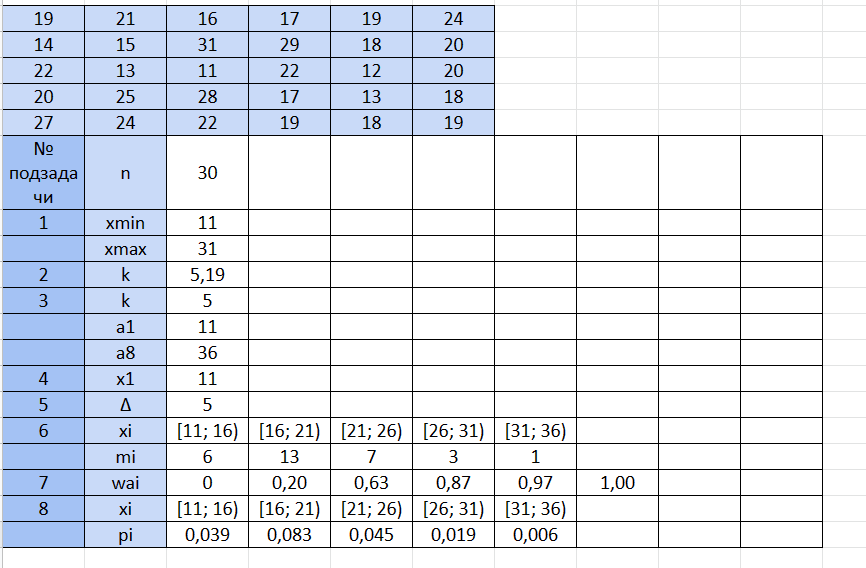 19 21 16 17 19 24
14 15 31 29 18 20
22 13 11 22 12 20
20 25 28 17 13 18
27 24 22 19 18 19
№
подзада
чи
n 30
1 xmin 11
xmax 31
2 k 5,19
3 k 5
a1 11
a8 36
4 x1 11
5 Δ 5
6 xi [11; 16) [16; 21) [21; 26) [26; 31) [31; 36)
mi 6 13 7 3 1
7 wai 0 0,20 0,63 0,87 0,97 1,00
8 xi [11; 16) [16; 21) [21; 26) [26; 31) [31; 36)
pi 0,039 0,083 0,045 0,019 0,006